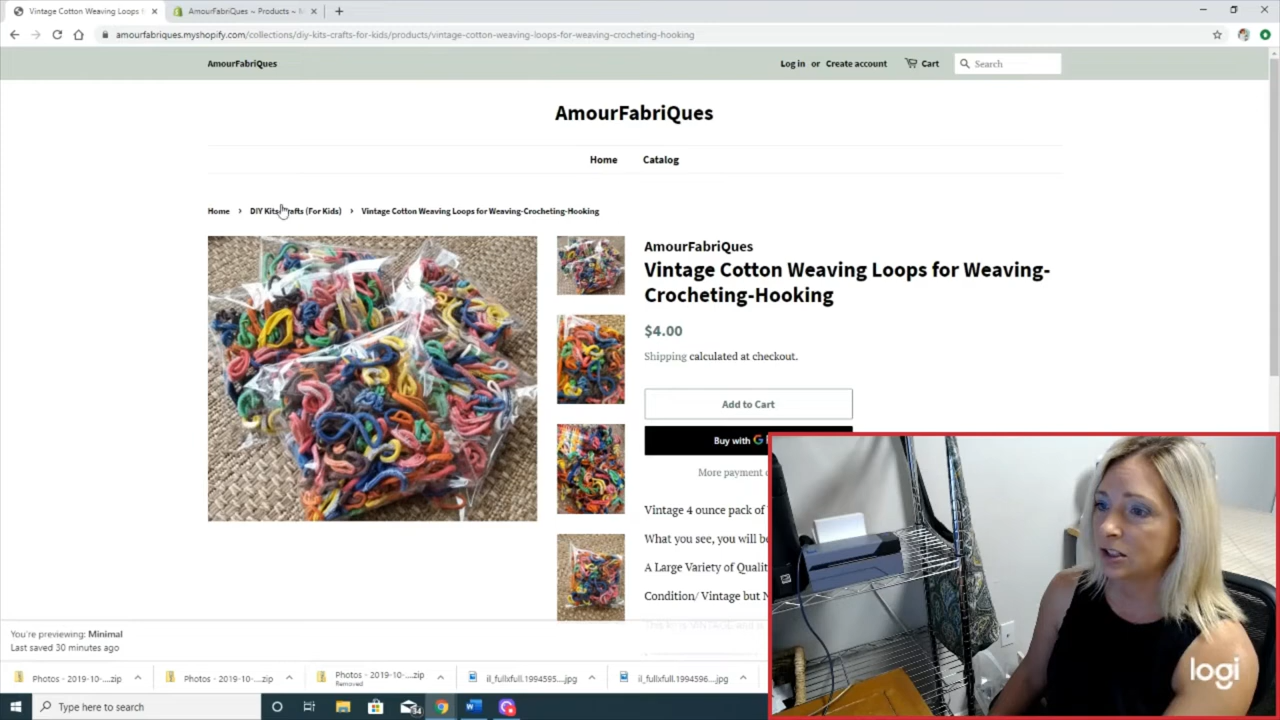 Vintage Cotton Weaving Loops f
AmourFabriQues ~ Products ~
amourfabriques.myshopify.com/collections/diy-kits-crafts-for-kids/products/vintage-cotton-weaving-loops-for-weaving-crocheting-hooking
AmourFabriQues
Log in or Create account
Cart
Search
AmourFabriQues
Home
Catalog
Home › DIY Kits Crafts (For Kids) › Vintage Cotton Weaving Loops for Weaving-Crocheting-Hooking
AmourFabriQues
Vintage Cotton Weaving Loops for Weaving-
Crocheting-Hooking
$4.00
Shipping calculated at checkout.
Add to Cart
Buy with G
More payment
Vintage 4 ounce pack of
What you see, you will be
A Large Variety of Qualit
Condition/ Vintage but N
You're previewing: Minimal
Last saved 30 minutes ago
Photos - 2019-10-....zip
Photos - 2019-10-....zip
Photos - 2019-10-....zip
Removed
il_fullxfull.1994595....jpg
il_fullxfull.1994596....jpg
Type here to search
logi